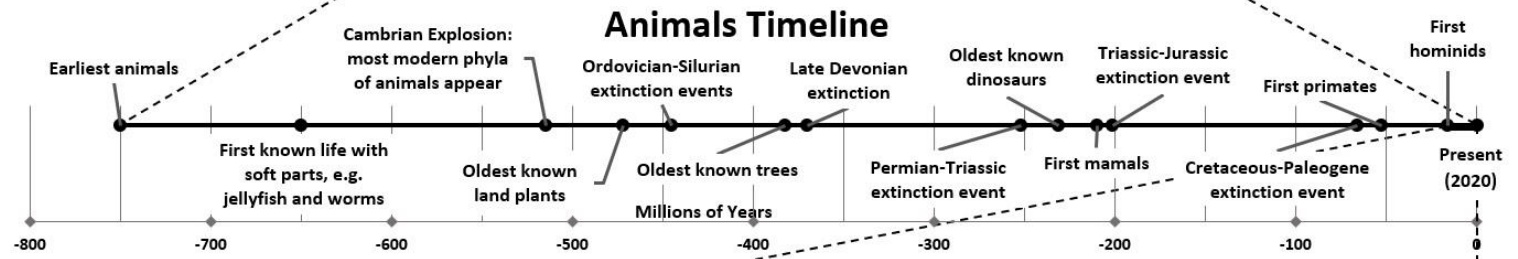 Animals Timeline
Earliest animals
Cambrian Explosion:
most modern phyla
of animals appear
Ordovician-Silurian
extinction events
Late Devonian
extinction
Oldest known
dinosaurs
Triassic-Jurassic
extinction event
First primates
First
hominids
First known life with
soft parts, e.g.
jellyfish and worms
Oldest known
land plants
Oldest known trees
Permian-Triassic
extinction event
First mamals
Cretaceous-Paleogene
extinction event
Present
(2020)
Millions of Years
-800
-700
-600
-500
-400
-300
-200
-100
0